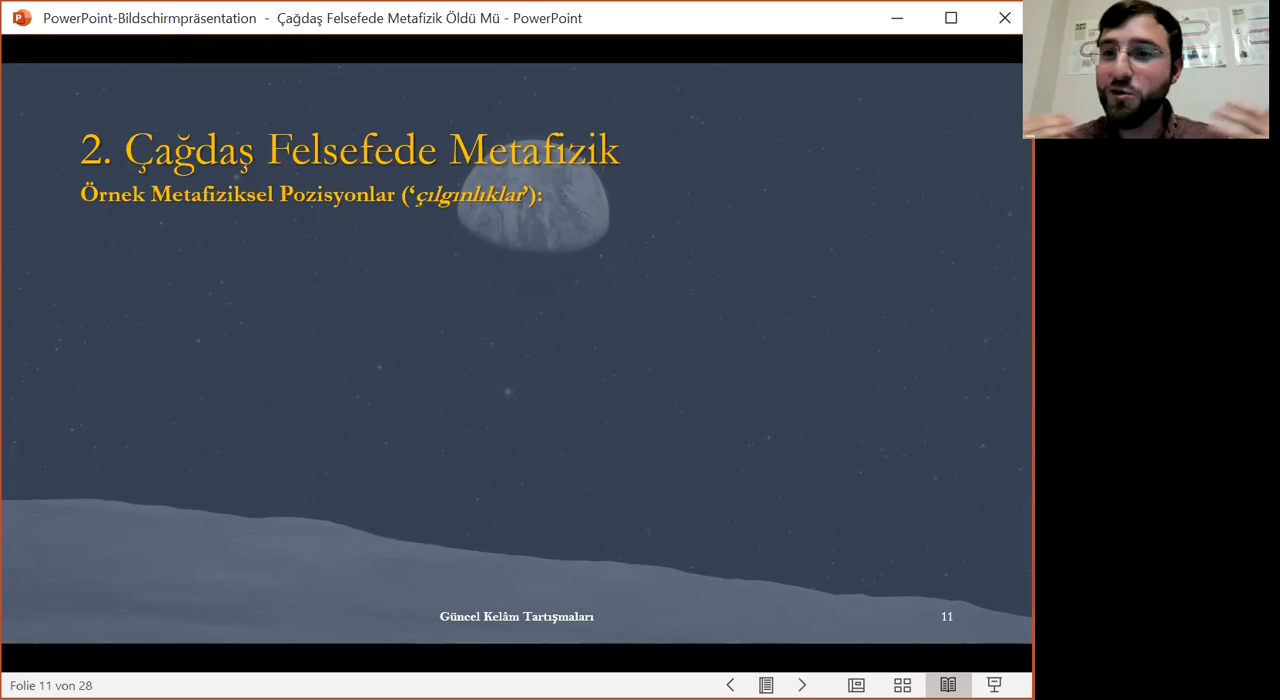 PowerPoint-Bildschirmpräsentation - Çağdaş Felsefede Metafizik Öldü Mü - PowerPoint
2. Çağdaş Felsefede Metafizik
Örnek Metafiziksel Pozisyonlar (‘çılgınlıklar’):
Güncel Kelâm Tartışmaları
11
Folie 11 von 28